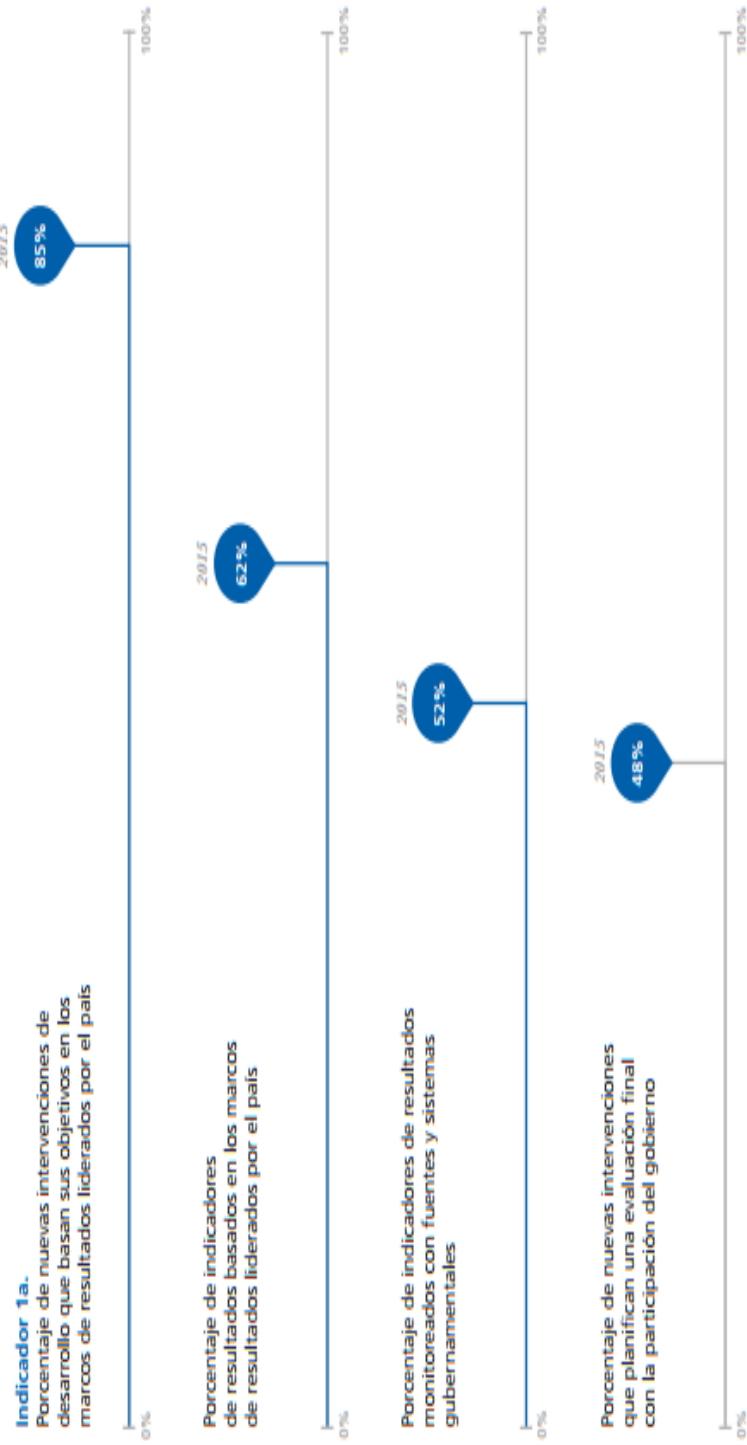 Indicador 1a.
Porcentaje de nuevas intervenciones de
desarrollo que basan sus objetivos en los
marcos de resultados liderados por el país
2015
85%
0%
100%
Porcentaje de indicadores
de resultados basados en los marcos
de resultados liderados por el país
2015
62%
0%
100%
Porcentaje de indicadores de resultados
monitoreados con fuentes y sistemas
gubernamentales
2015
52%
0%
100%
Porcentaje de nuevas intervenciones
que planifican una evaluación final
con la participación del gobierno
2015
48%
0%
100%